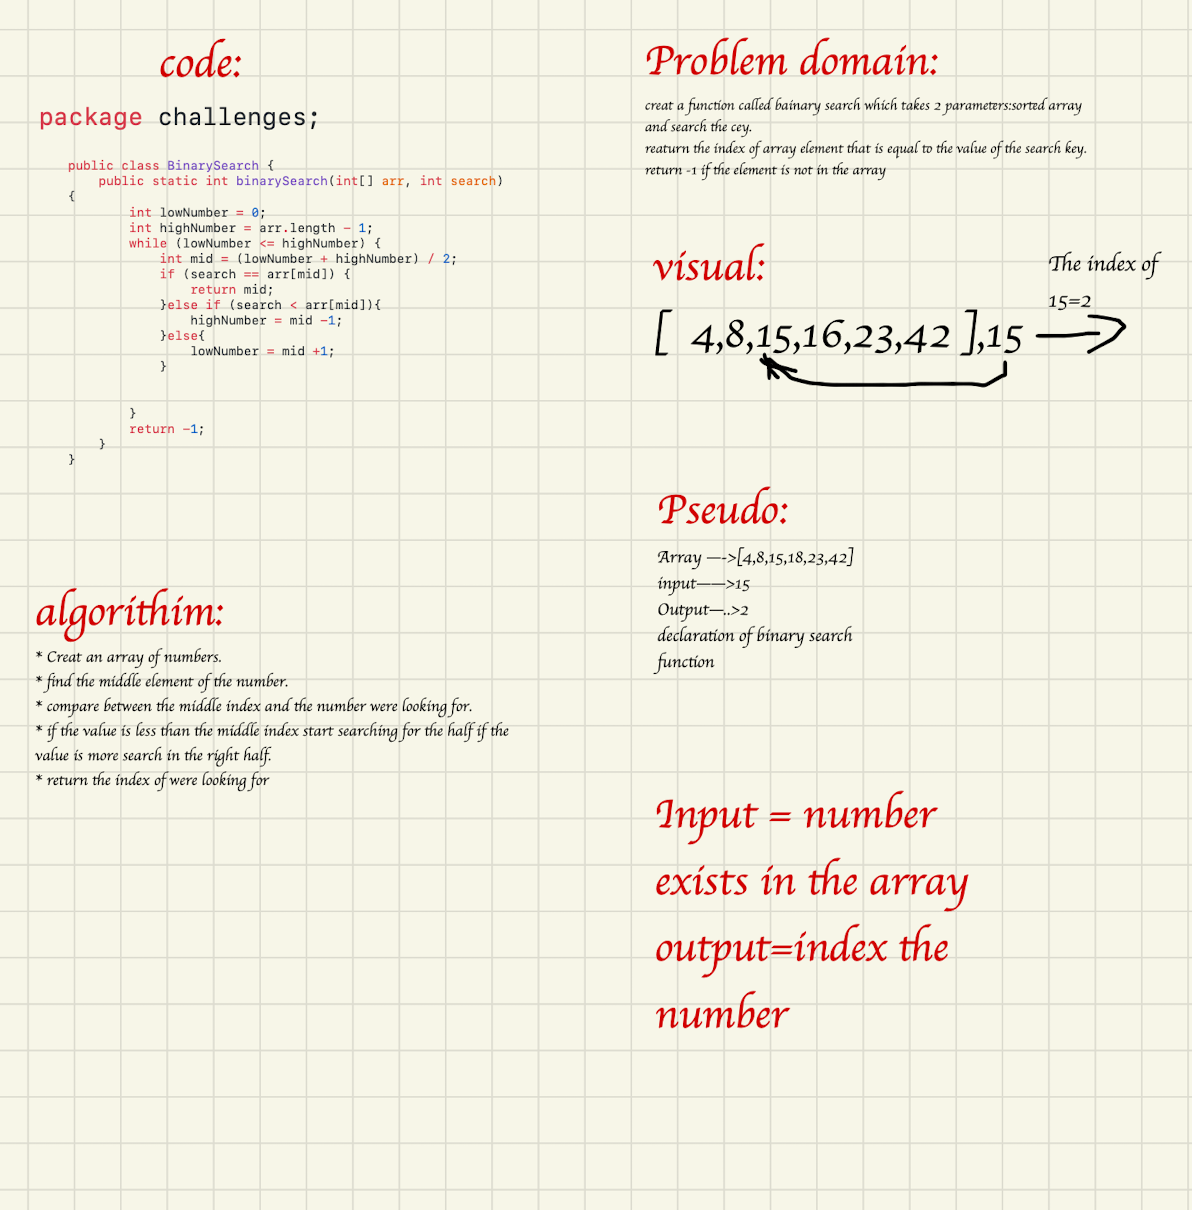 code:
package challenges;
public class BinarySearch {
public static int binarySearch(int[] arr, int search)
{
int lowNumber = 0;
int highNumber = arr.length - 1;
while (lowNumber <= highNumber) {
int mid = (lowNumber + highNumber) / 2;
if (search == arr[mid]) {
return mid;
}else if (search < arr[mid]){
highNumber = mid -1;
}else{
lowNumber = mid +1;
}
}
return -1;
}
}
algorithim:
* Creat an array of numbers.
* find the middle element of the number.
* compare between the middle index and the number were looking for.
* if the value is less than the middle index start searching for the half if the
value is more search in the right half.
* return the index of were looking for
Problem domain:
creat a function called bainary search which takes 2 parameters:sorted array
and search the cey.
reaturn the index of array element that is equal to the value of the search key.
return -1 if the element is not in the array
visual:
The index of
15=2
[ 4,8,15,16,23,42 ],15
Pseudo:
Array —->[4,8,15,18,23,42]
input——>15
Output—..>2
declaration of binary search
function
Input = number
exists in the array
output=index the
number